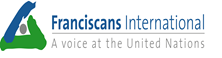 Franciscans International
A voice at the United Nations